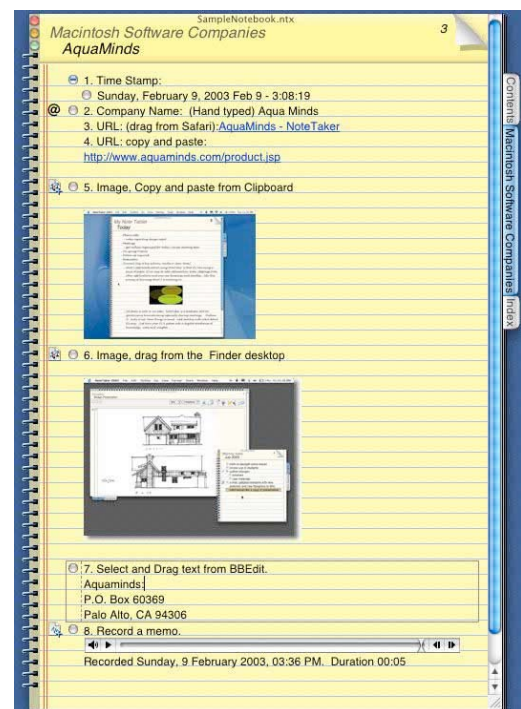 SampleNotebook.ntx
Macintosh Software Companies
3
AquaMinds
1. Time Stamp:
Sunday, February 9, 2003 Feb 9 - 3:08:19
@ 2. Company Name: (Hand typed) Aqua Minds
3. URL: (drag from Safari):AquaMinds - NoteTaker
4. URL: copy and paste:
http://www.aquaminds.com/product.jsp
5. Image, Copy and paste from Clipboard
My Note Taker
Today
6. Image, drag from the Finder desktop
7. Select and Drag text from BBEdit.
Aquaminds:
P.O. Box 60369
Palo Alto, CA 94306
8. Record a memo.
Recorded Sunday, 9 February 2003, 03:36 PM. Duration 00:05
Contents
Macintosh Software Companies
Index